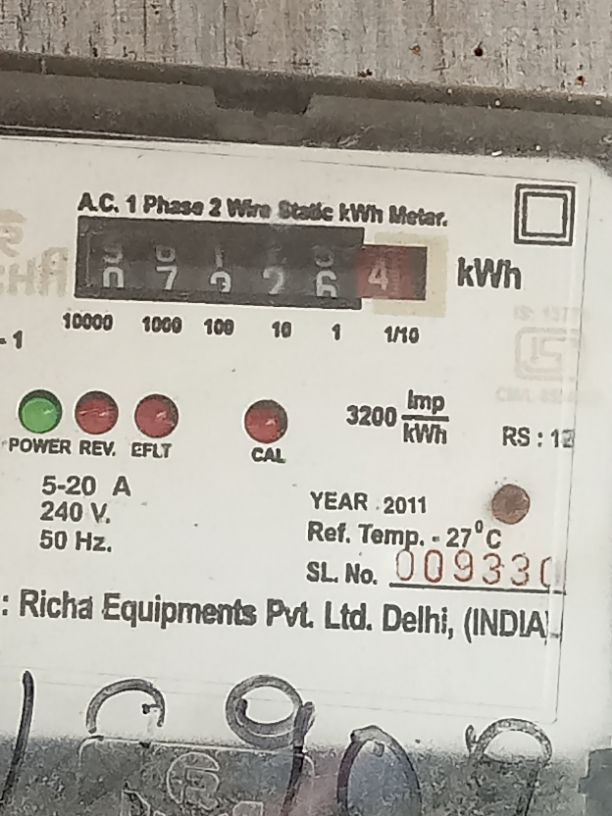 A.C. 1 Phase 2 Wire Static kWh Meter.
0 7 9 2 6 4 kWh
10000 1000 100 10 1 1/10
- 1
3200 Imp/kWh
RS : 12
POWER REV. EFLT CAL
5-20 A
240 V.
50 Hz.
YEAR . 2011
Ref. Temp. - 27°C
SL. No. 009330
: Richa Equipments Pvt. Ltd. Delhi, (INDIA).